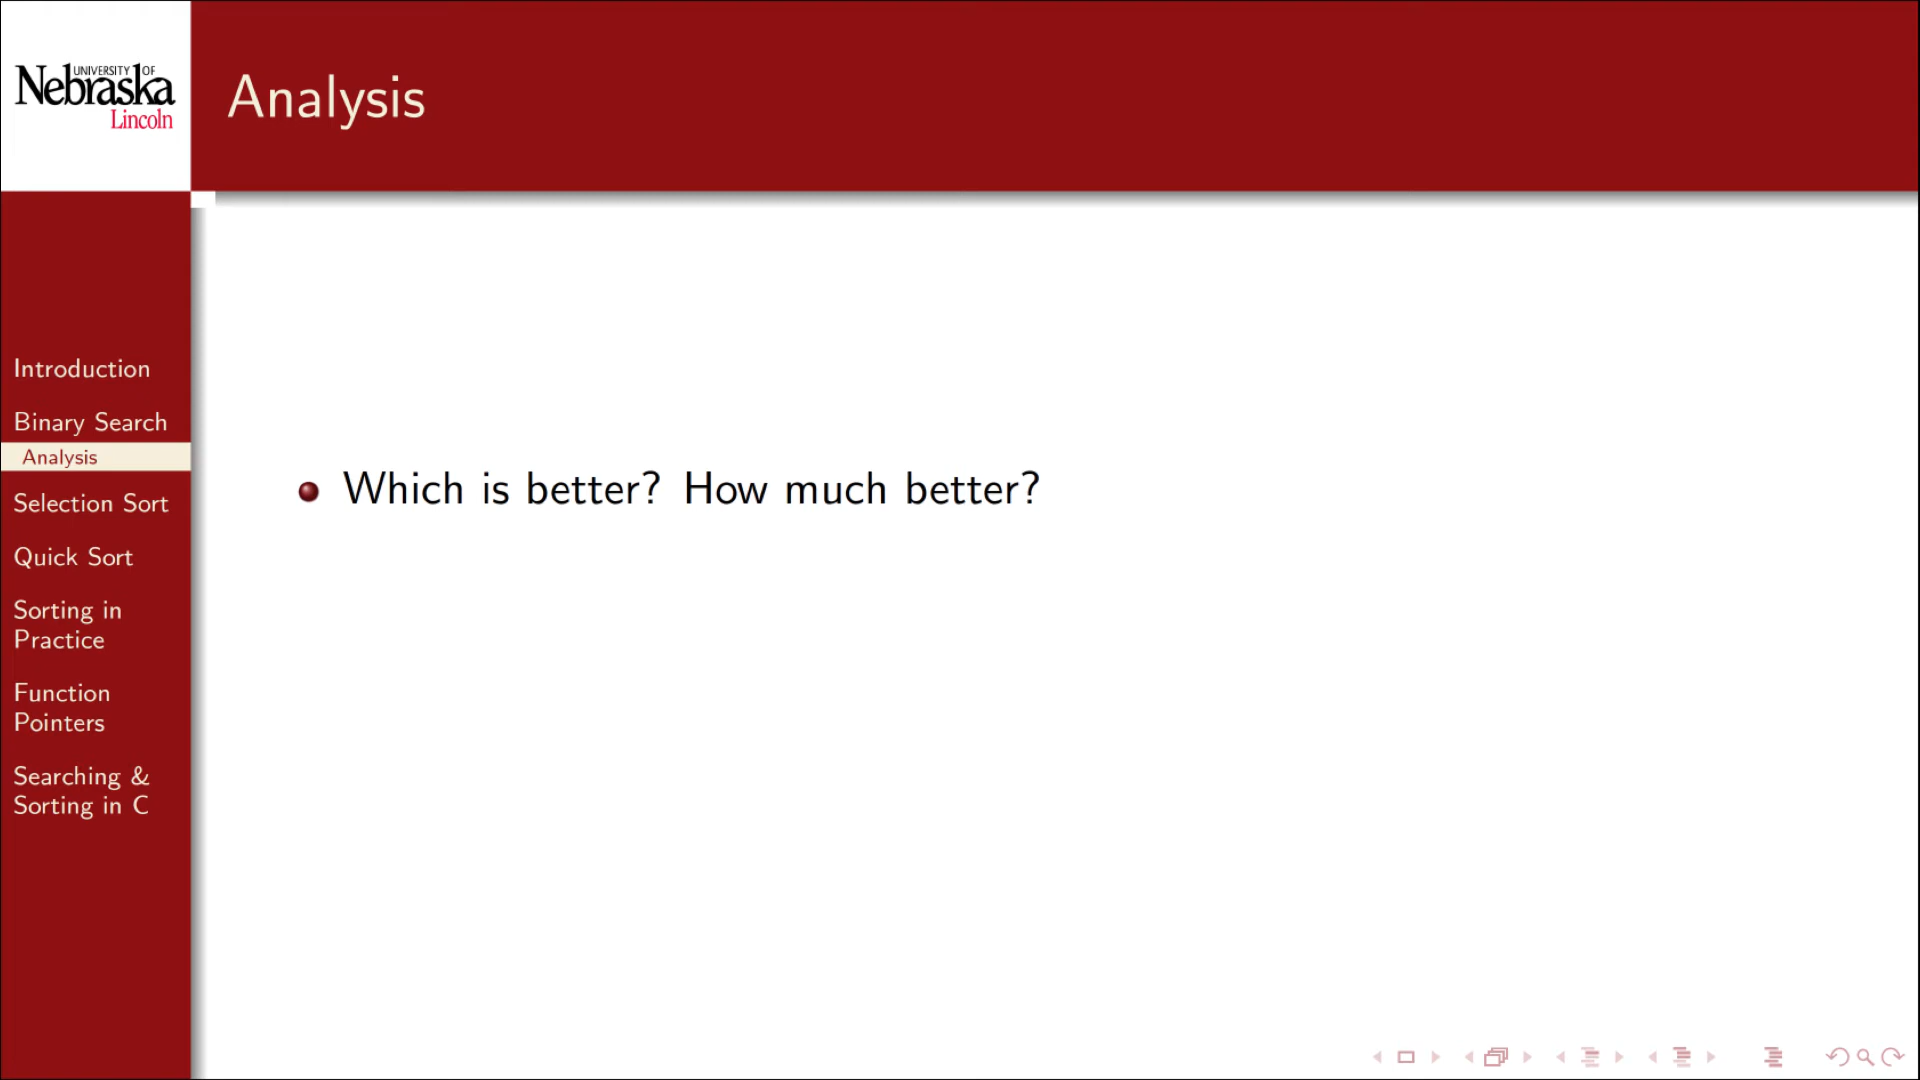 UNIVERSITY OF
Nebraska
Lincoln
Analysis
Introduction
Binary Search
Analysis
Selection Sort
Quick Sort
Sorting in
Practice
Function
Pointers
Searching &
Sorting in C
Which is better? How much better?